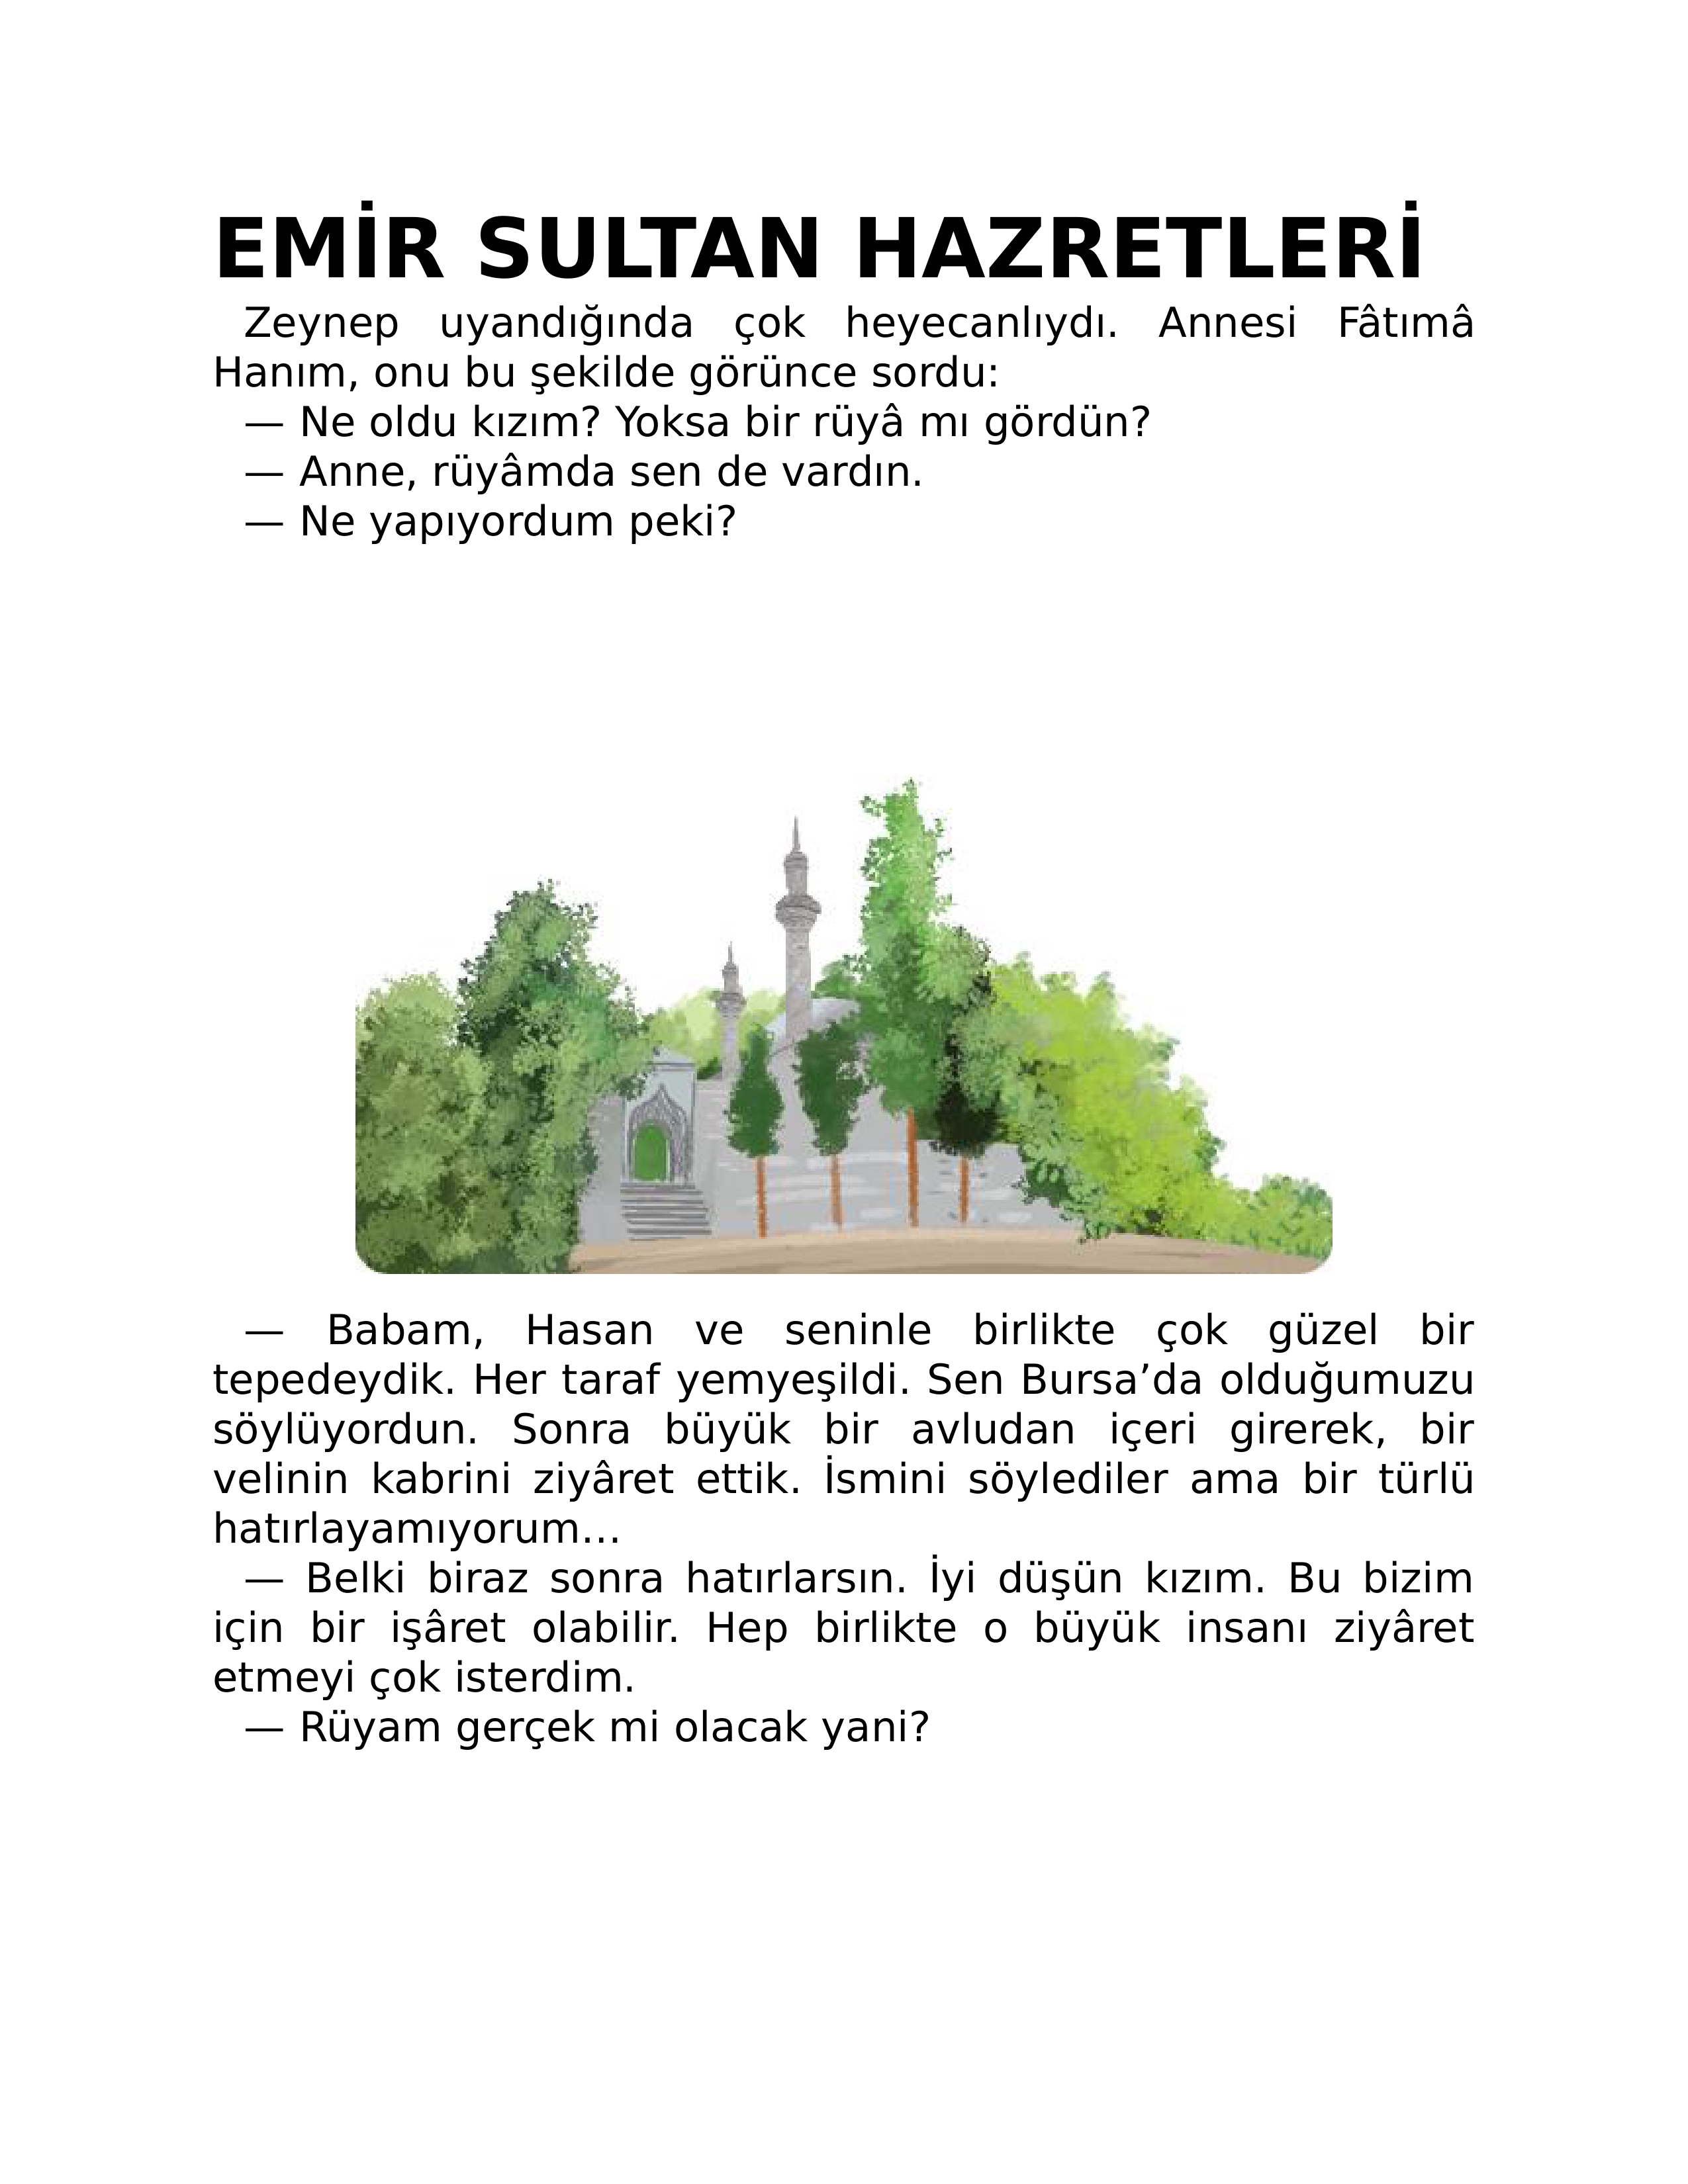 EMİR SULTAN HAZRETLERİ
Zeynep uyandığında çok heyecanlıydı. Annesi Fâtımâ
Hanım, onu bu şekilde görünce sordu:
— Ne oldu kızım? Yoksa bir rüyâ mı gördün?
— Anne, rüyâmda sen de vardın.
— Ne yapıyordum peki?
— Babam, Hasan ve seninle birlikte çok güzel bir
tepedeydik. Her taraf yemyeşildi. Sen Bursa’da olduğumuzu
söylüyordun. Sonra büyük bir avludan içeri girerek, bir
velinin kabrini ziyâret ettik. İsmini söylediler ama bir türlü
hatırlayamıyorum…
— Belki biraz sonra hatırlarsın. İyi düşün kızım. Bu bizim
için bir işâret olabilir. Hep birlikte o büyük insanı ziyâret
etmeyi çok isterdim.
— Rüyam gerçek mi olacak yani?